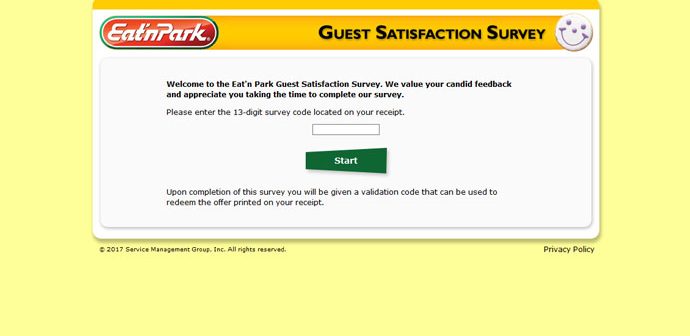 Eat'nPark®
GUEST SATISFACTION SURVEY
Welcome to the Eat'n Park Guest Satisfaction Survey. We value your candid feedback
and appreciate you taking the time to complete our survey.
Please enter the 13-digit survey code located on your receipt.
Start
Upon completion of this survey you will be given a validation code that can be used to
redeem the offer printed on your receipt.
© 2017 Service Management Group, Inc. All rights reserved.
Privacy Policy